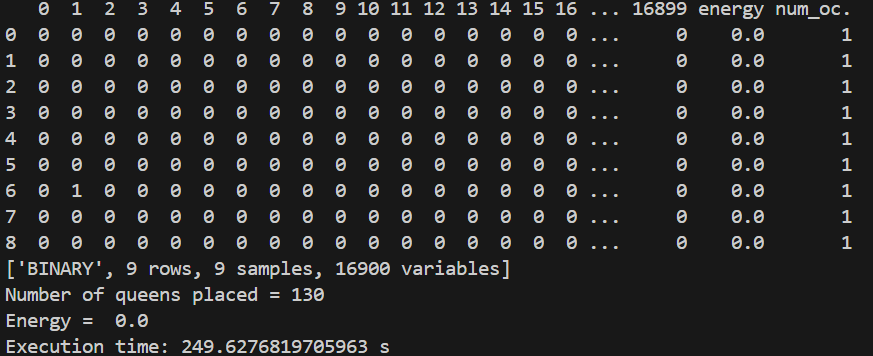 0 1 2 3 4 5 6 7 8 9 10 11 12 13 14 15 16 ... 16899 energy num_oc.
0 0 0 0 0 0 0 0 0 0 0 0 0 0 0 0 0 0 ... 0 0.0 1
1 0 0 0 0 0 0 0 0 0 0 0 0 0 0 0 0 0 ... 0 0.0 1
2 0 0 0 0 0 0 0 0 0 0 0 0 0 0 0 0 0 ... 0 0.0 1
3 0 0 0 0 0 0 0 0 0 0 0 0 0 0 0 0 0 ... 0 0.0 1
4 0 0 0 0 0 0 0 0 0 0 0 0 0 0 0 0 0 ... 0 0.0 1
5 0 0 0 0 0 0 0 0 0 0 0 0 0 0 0 0 0 ... 0 0.0 1
6 0 1 0 0 0 0 0 0 0 0 0 0 0 0 0 0 0 ... 0 0.0 1
7 0 0 0 0 0 0 0 0 0 0 0 0 0 0 0 0 0 ... 0 0.0 1
8 0 0 0 0 0 0 0 0 0 0 0 0 0 0 0 0 0 ... 0 0.0 1
['BINARY', 9 rows, 9 samples, 16900 variables]
Number of queens placed = 130
Energy =  0.0
Execution time: 249.6276819705963 s